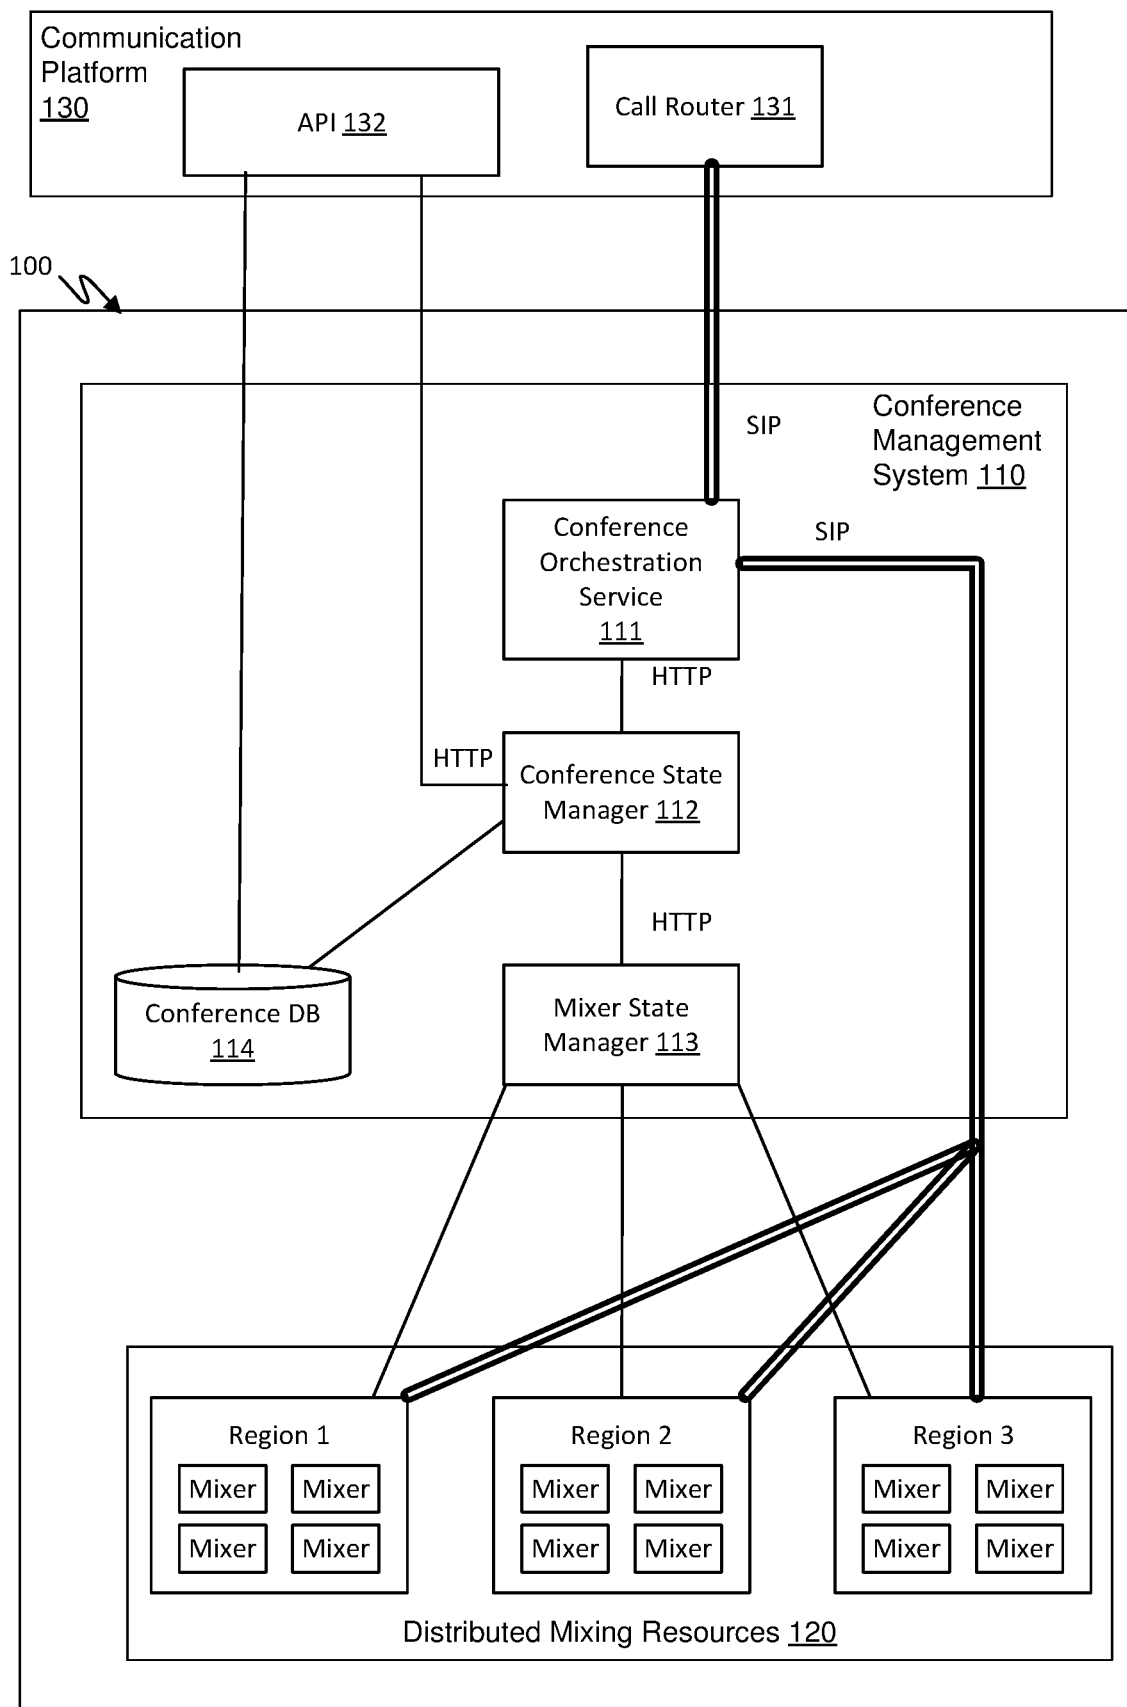 Communication
Platform
130
API 132
Call Router 131
100
Conference
Management
System 110
SIP
SIP
Conference
Orchestration
Service
111
HTTP
HTTP
Conference State
Manager 112
HTTP
Conference DB
114
Mixer State
Manager 113
Region 1
Mixer Mixer
Mixer Mixer
Region 2
Mixer Mixer
Mixer Mixer
Region 3
Mixer Mixer
Mixer Mixer
Distributed Mixing Resources 120